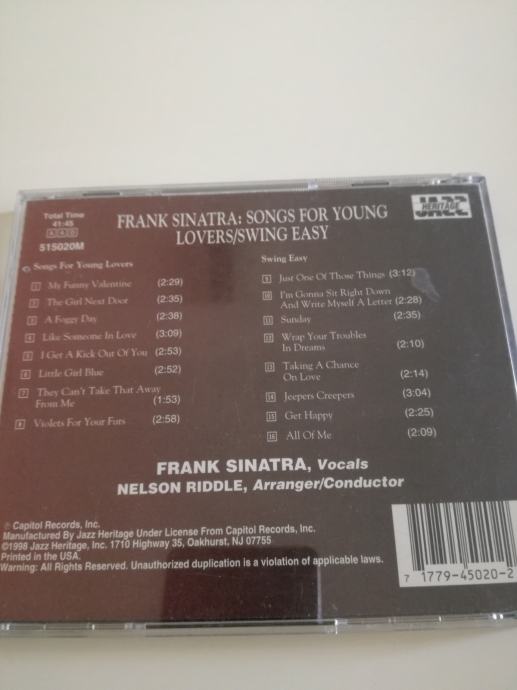 Total Time
41:45
A A D
515020M
FRANK SINATRA: SONGS FOR YOUNG
LOVERS/SWING EASY
JAZZ
HERITAGE
Songs For Young Lovers
1 My Funny Valentine (2:29)
2 The Girl Next Door (2:35)
3 A Foggy Day (2:38)
4 Like Someone In Love (3:09)
5 I Get A Kick Out Of You (2:53)
6 Little Girl Blue (2:52)
7 They Can't Take That Away
From Me (1:53)
8 Violets For Your Furs (2:58)
Swing Easy
9 Just One Of Those Things (3:12)
10 I'm Gonna Sit Right Down
And Write Myself A Letter (2:28)
11 Sunday (2:35)
12 Wrap Your Troubles
In Dreams (2:10)
13 Taking A Chance
On Love (2:14)
14 Jeepers Creepers (3:04)
15 Get Happy (2:25)
16 All Of Me (2:09)
FRANK SINATRA, Vocals
NELSON RIDDLE, Arranger/Conductor
℗ Capitol Records, Inc.
Manufactured By Jazz Heritage Under License From Capitol Records, Inc.
©1998 Jazz Heritage, Inc. 1710 Highway 35, Oakhurst, NJ 07755
Printed in the USA.
Warning: All Rights Reserved. Unauthorized duplication is a violation of applicable laws.
7 1779-45020-2